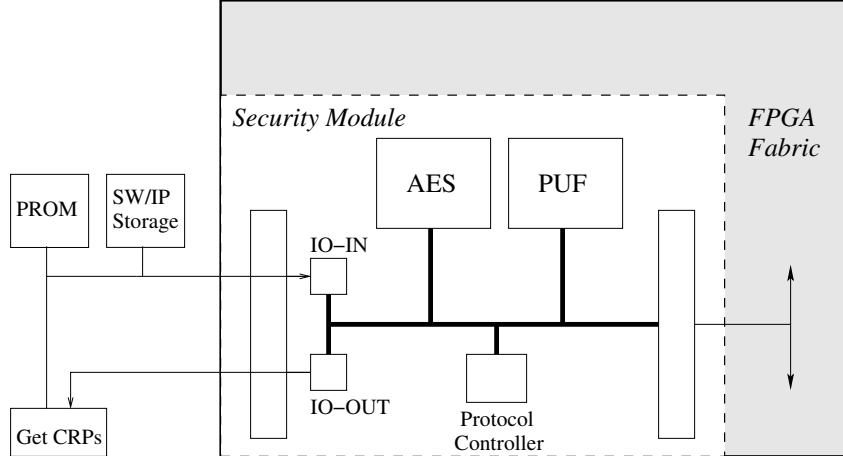 Security Module
FPGA
Fabric
AES
PUF
PROM
SW/IP
Storage
IO−IN
IO−OUT
Get CRPs
Protocol
Controller